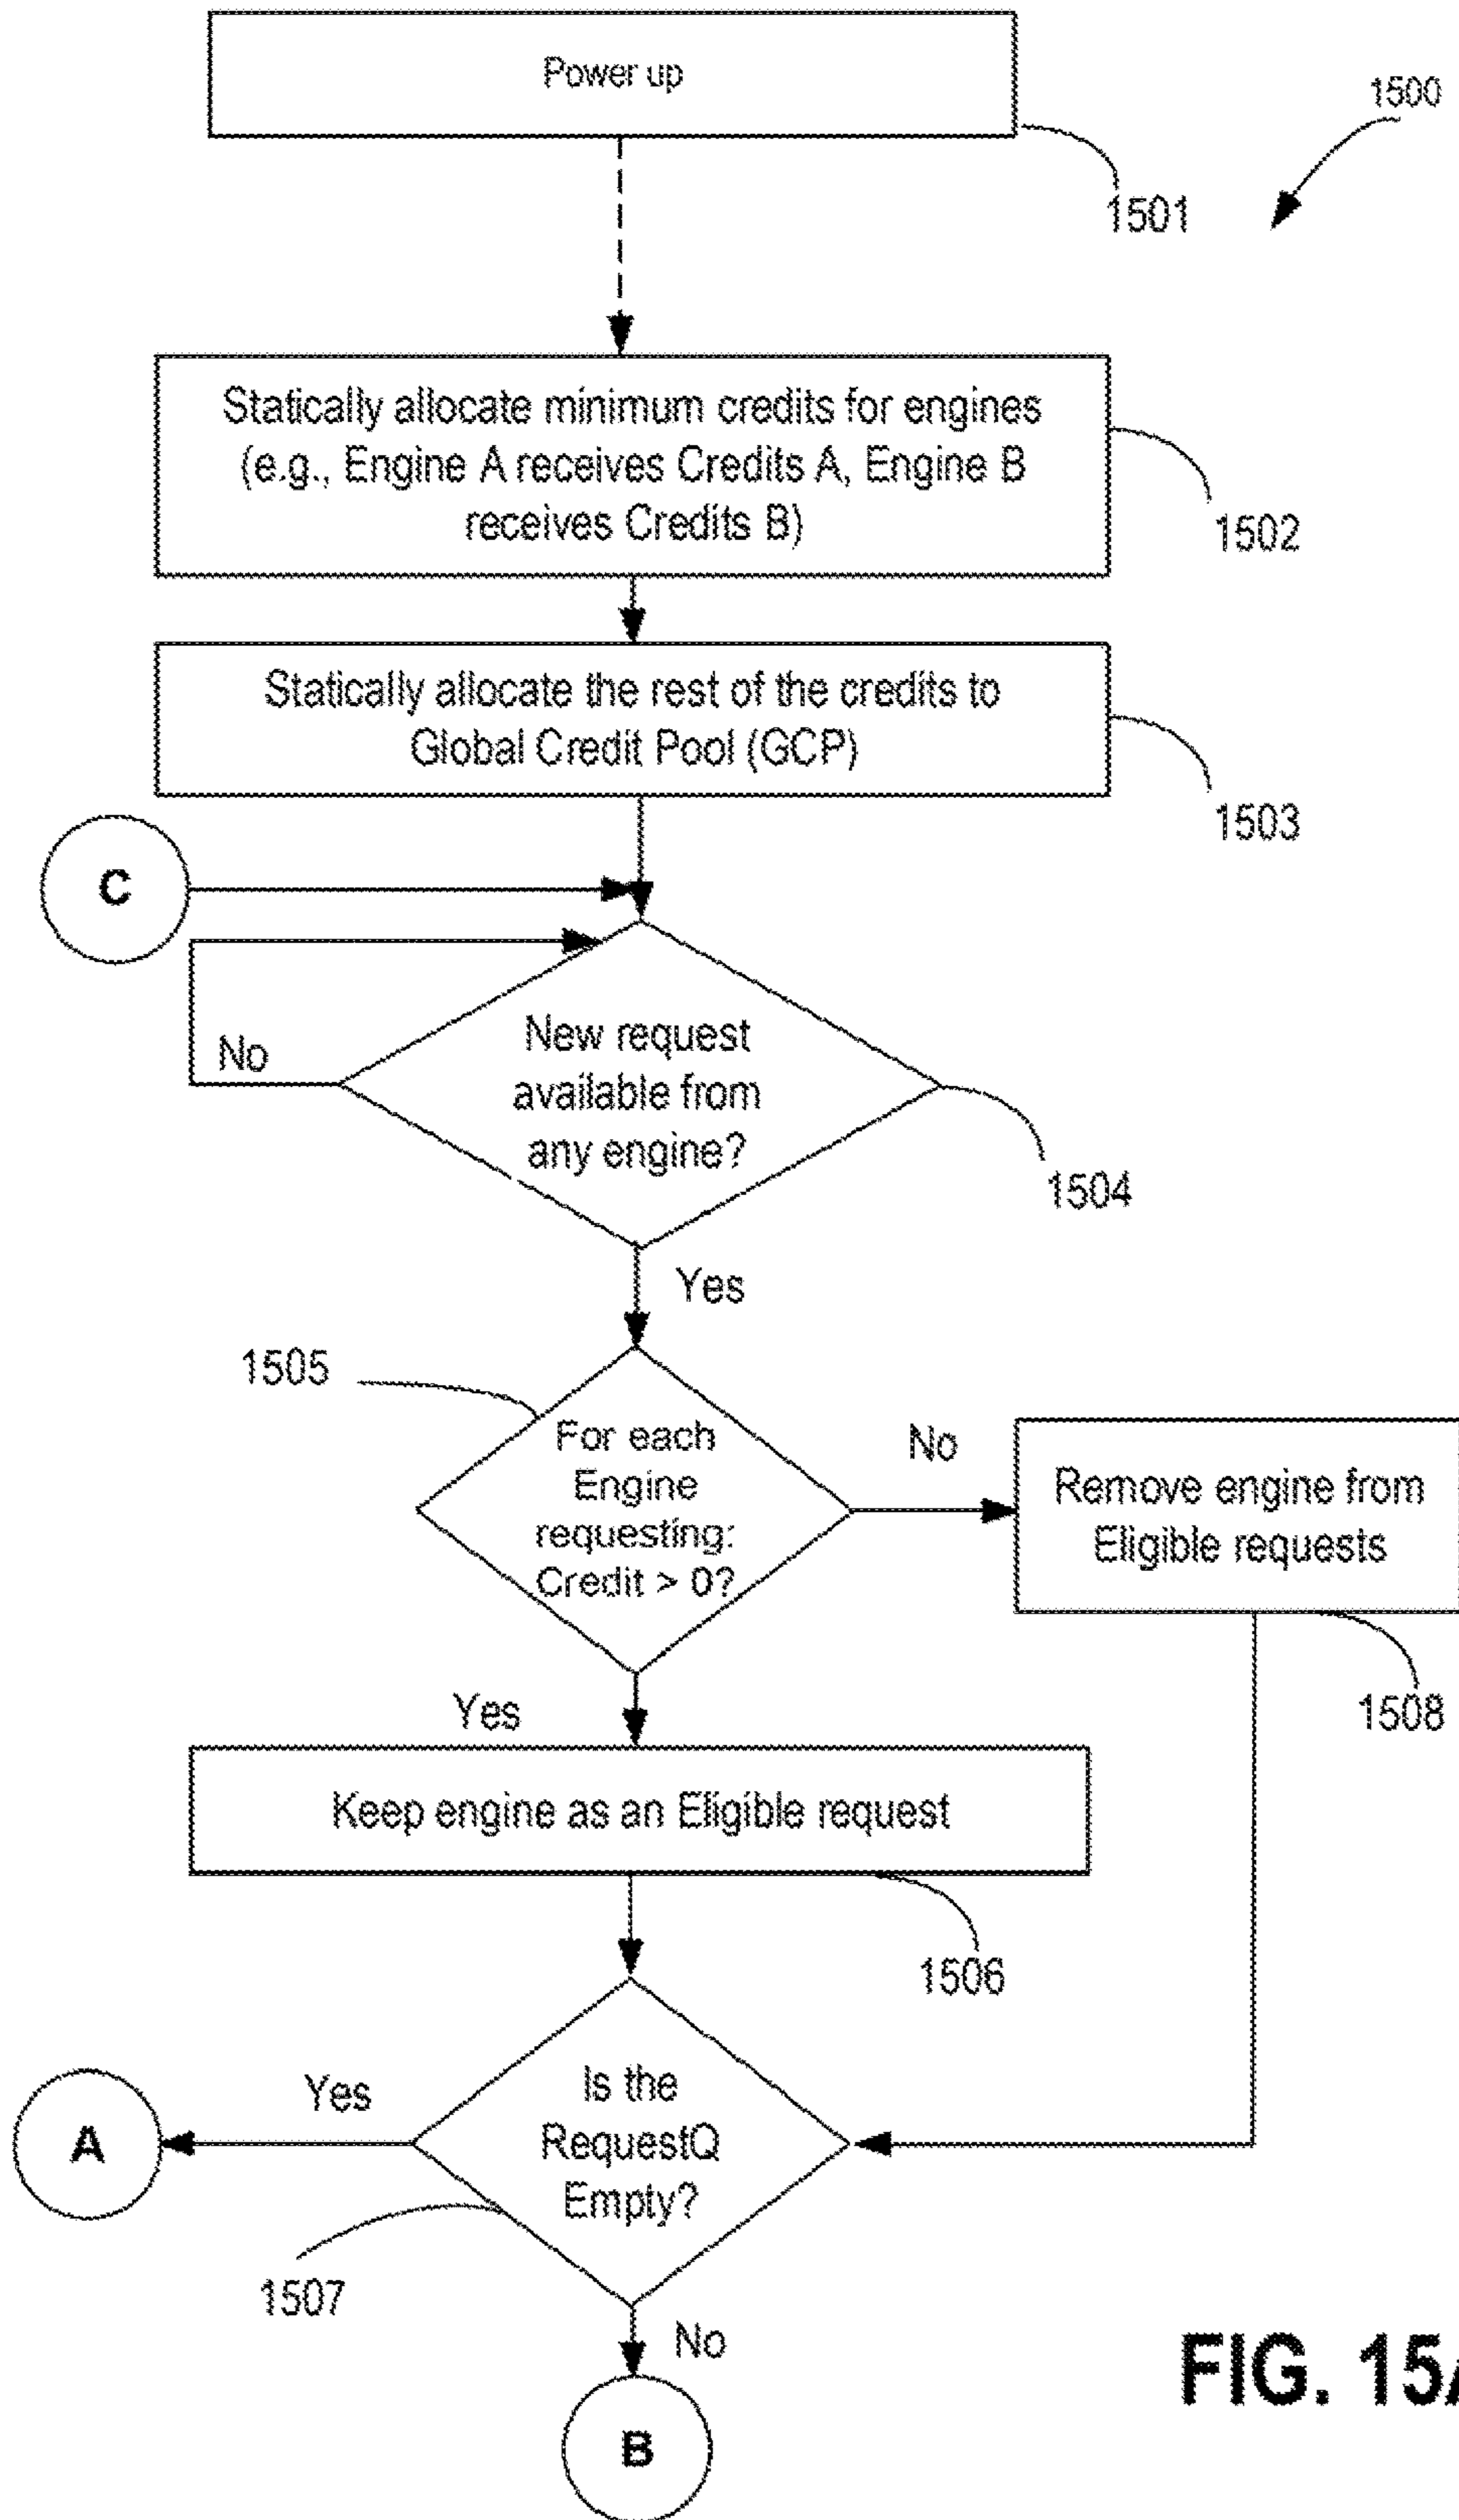 Power up
1500
1501
Statically allocate minimum credits for engines
(e.g., Engine A receives Credits A, Engine B
receives Credits B)
1502
Statically allocate the rest of the credits to
Global Credit Pool (GCP)
1503
C
No
New request
available from
any engine?
1504
Yes
1505
For each
Engine
requesting:
Credit > 0?
No
Remove engine from
Eligible requests
1508
Yes
Keep engine as an Eligible request
1506
Yes
A
Is the
RequestQ
Empty?
1507
No
B
FIG. 15A